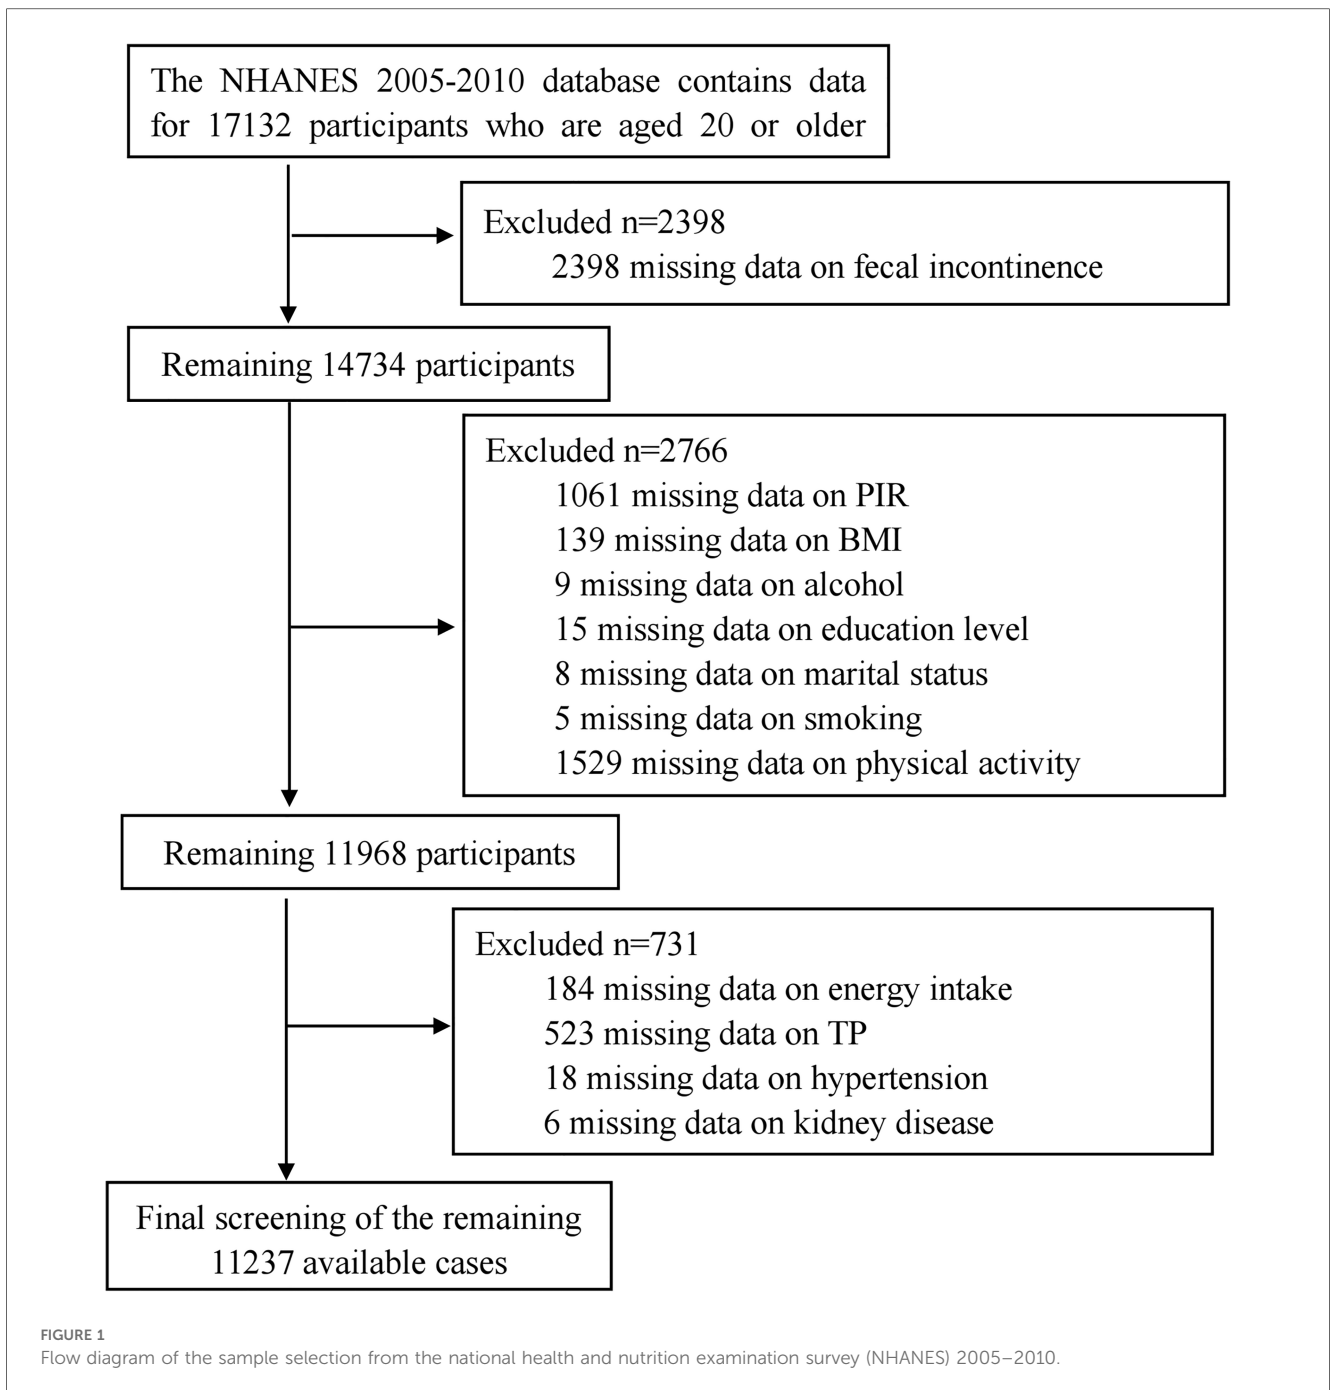 The NHANES 2005-2010 database contains data
for 17132 participants who are aged 20 or older
Excluded n=2398
2398 missing data on fecal incontinence
Remaining 14734 participants
Excluded n=2766
1061 missing data on PIR
139 missing data on BMI
9 missing data on alcohol
15 missing data on education level
8 missing data on marital status
5 missing data on smoking
1529 missing data on physical activity
Remaining 11968 participants
Excluded n=731
184 missing data on energy intake
523 missing data on TP
18 missing data on hypertension
6 missing data on kidney disease
Final screening of the remaining
11237 available cases
FIGURE 1
Flow diagram of the sample selection from the national health and nutrition examination survey (NHANES) 2005–2010.